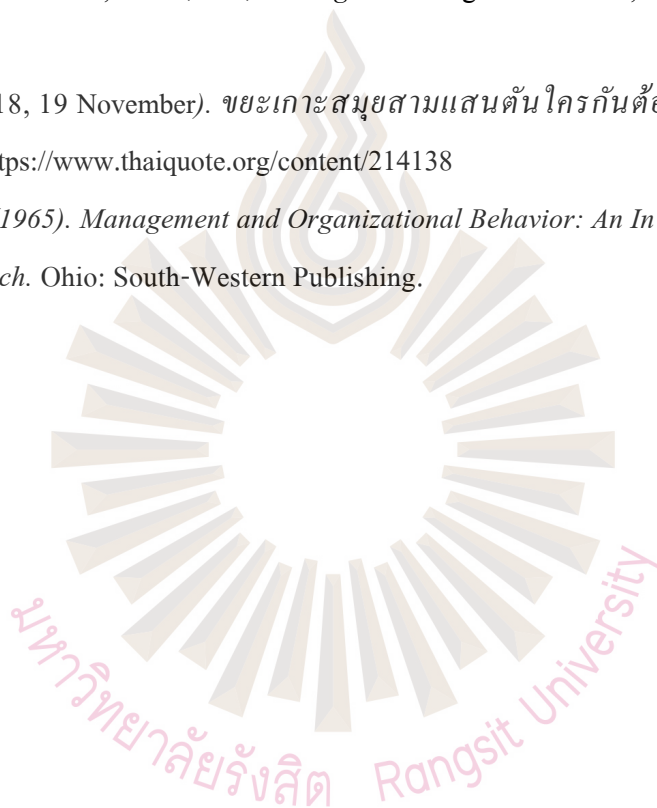 18, 19 November). ขยะเกาะสมุยสามแสนตันใครกันต้อ
tps://www.thaiquote.org/content/214138
1965). Management and Organizational Behavior: An In
ch. Ohio: South-Western Publishing.
มหาวิทยาลัยรังสิต Rangsit University